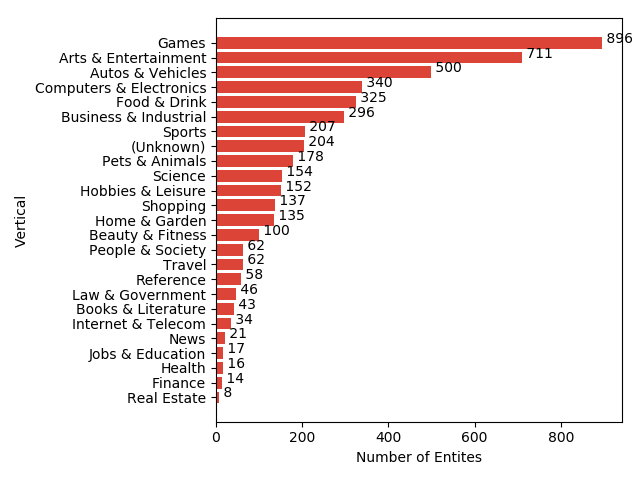 Games 896
Arts & Entertainment 711
Autos & Vehicles 500
Computers & Electronics 340
Food & Drink 325
Business & Industrial 296
Sports 207
(Unknown) 204
Pets & Animals 178
Science 154
Hobbies & Leisure 152
Shopping 137
Home & Garden 135
Beauty & Fitness 100
People & Society 62
Travel 62
Reference 58
Law & Government 46
Books & Literature 43
Internet & Telecom 34
News 21
Jobs & Education 17
Health 16
Finance 14
Real Estate 8
Vertical
0 200 400 600 800
Number of Entites